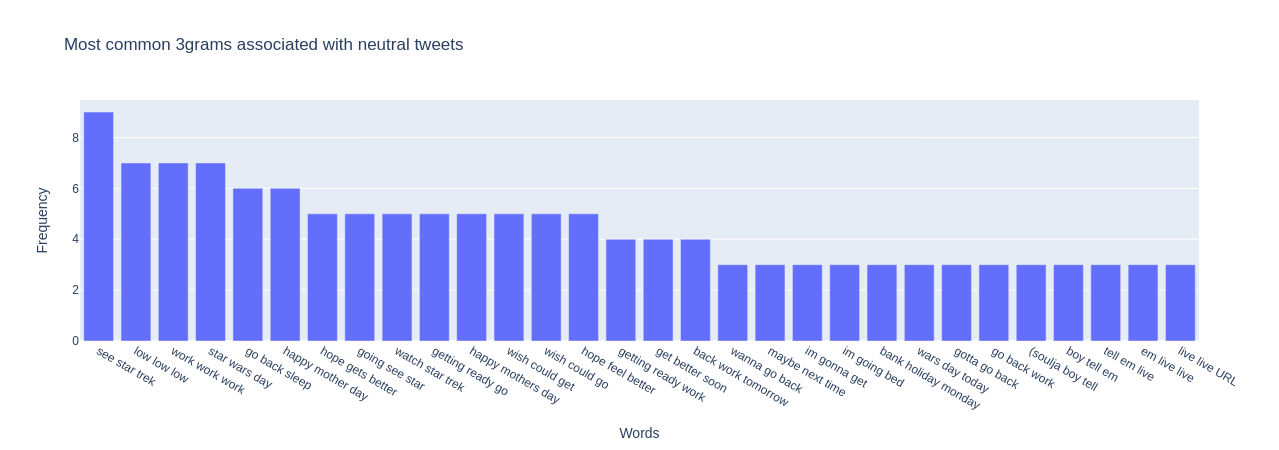 Most common 3grams associated with neutral tweets
Frequency
8
6
4
2
0
see star trek
low low low
work work work
star wars day
go back sleep
happy mother day
hope gets better
going see star
watch star trek
getting ready go
happy mothers day
wish could get
wish could go
hope feel better
getting ready work
get better soon
back work tomorrow
wanna go back
maybe next time
im gonna get
im going bed
bank holiday monday
wars day today
gotta go back
go back work
(soulja boy tell
boy tell em
tell em live
em live live
live live URL
Words